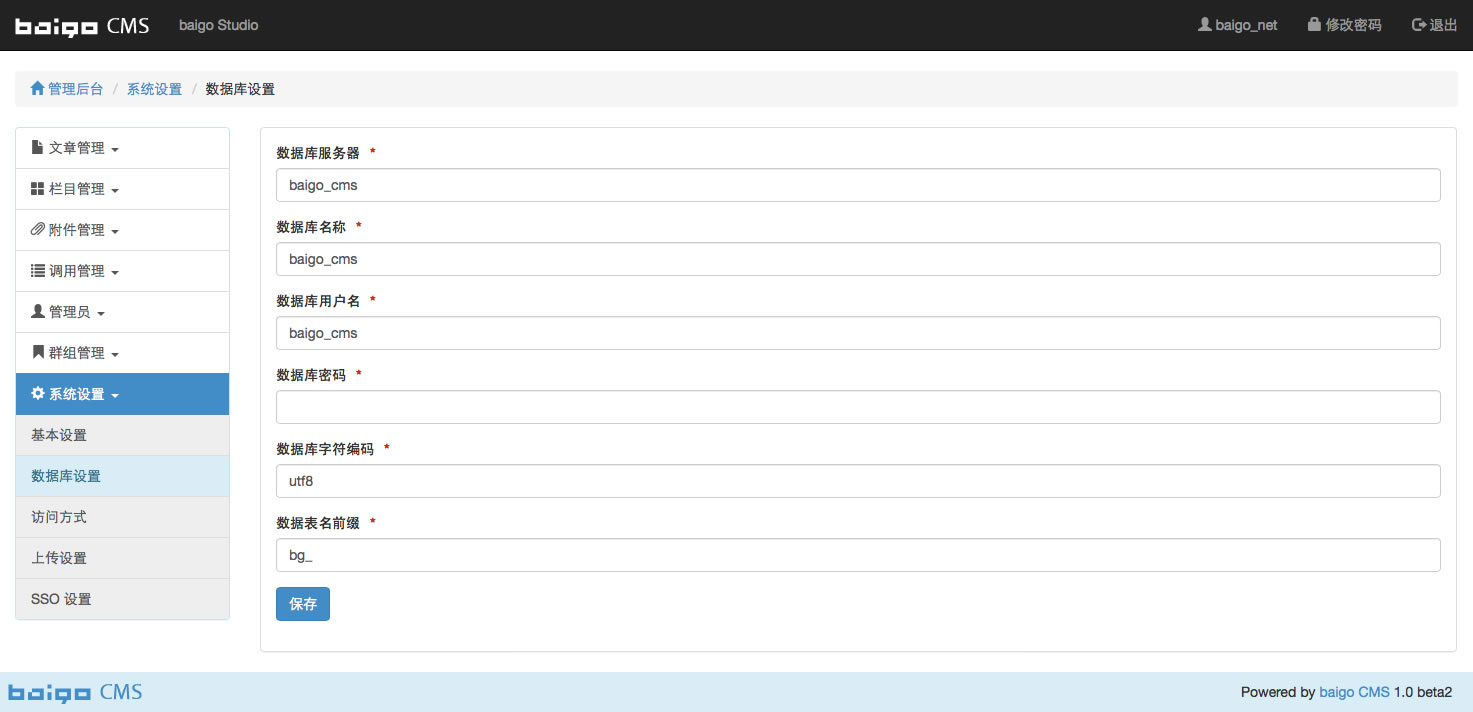 baigo CMS baigo Studio baigo_net 修改密码 退出
管理后台 / 系统设置 / 数据库设置
文章管理
栏目管理
附件管理
调用管理
管理员
群组管理
系统设置
基本设置
数据库设置
访问方式
上传设置
SSO 设置
数据库服务器 *
baigo_cms
数据库名称 *
baigo_cms
数据库用户名 *
baigo_cms
数据库密码 *
数据库字符编码 *
utf8
数据表名前缀 *
bg_
保存
baigo CMS Powered by baigo CMS 1.0 beta2